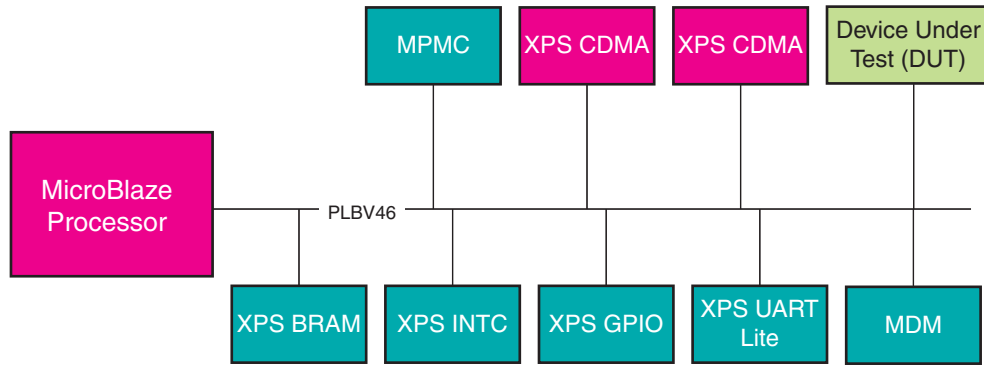 MPMC
XPS CDMA
XPS CDMA
Device Under
Test (DUT)
MicroBlaze
Processor
PLBV46
XPS BRAM
XPS INTC
XPS GPIO
XPS UART
Lite
MDM